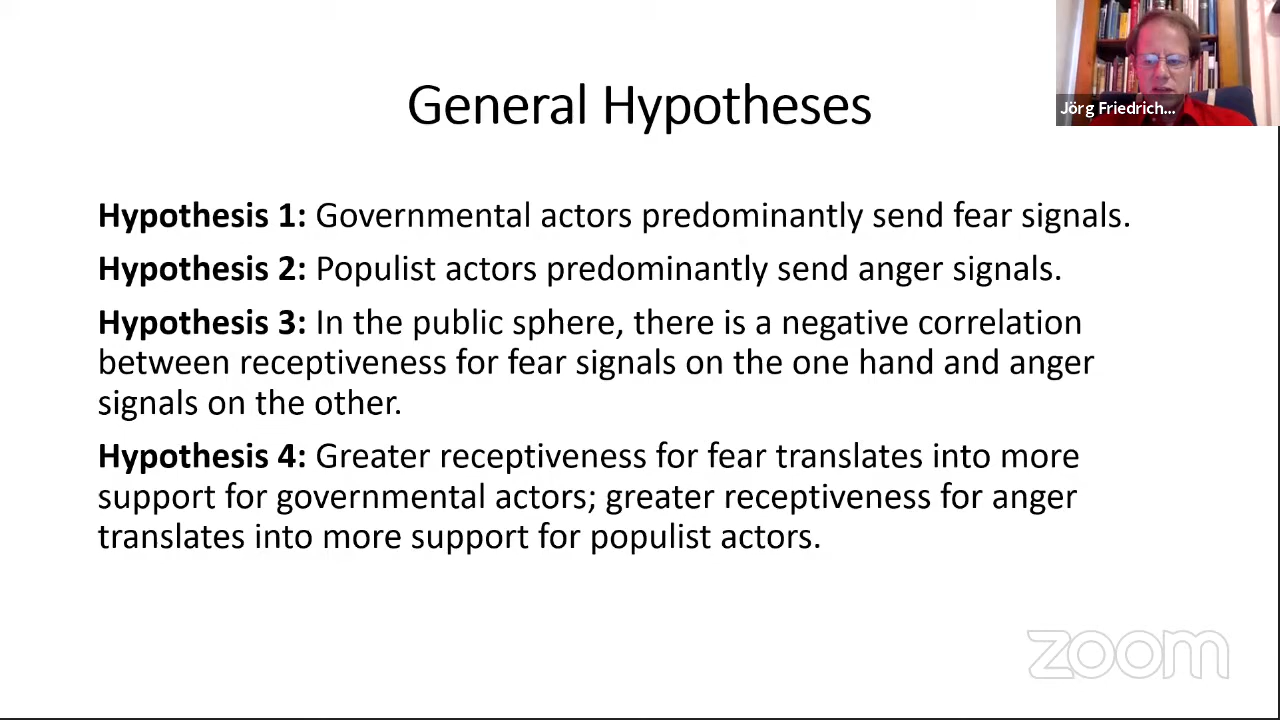 General Hypotheses
Jörg Friedrich...
Hypothesis 1: Governmental actors predominantly send fear signals.
Hypothesis 2: Populist actors predominantly send anger signals.
Hypothesis 3: In the public sphere, there is a negative correlation
between receptiveness for fear signals on the one hand and anger
signals on the other.
Hypothesis 4: Greater receptiveness for fear translates into more
support for governmental actors; greater receptiveness for anger
translates into more support for populist actors.
zoom